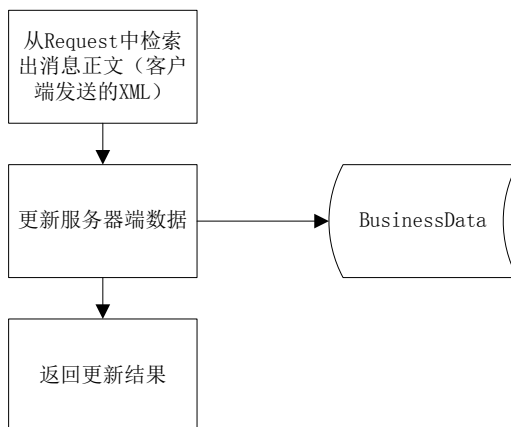 从Request中检索
出消息正文（客户
端发送的XML）
更新服务器端数据
BusinessData
返回更新结果